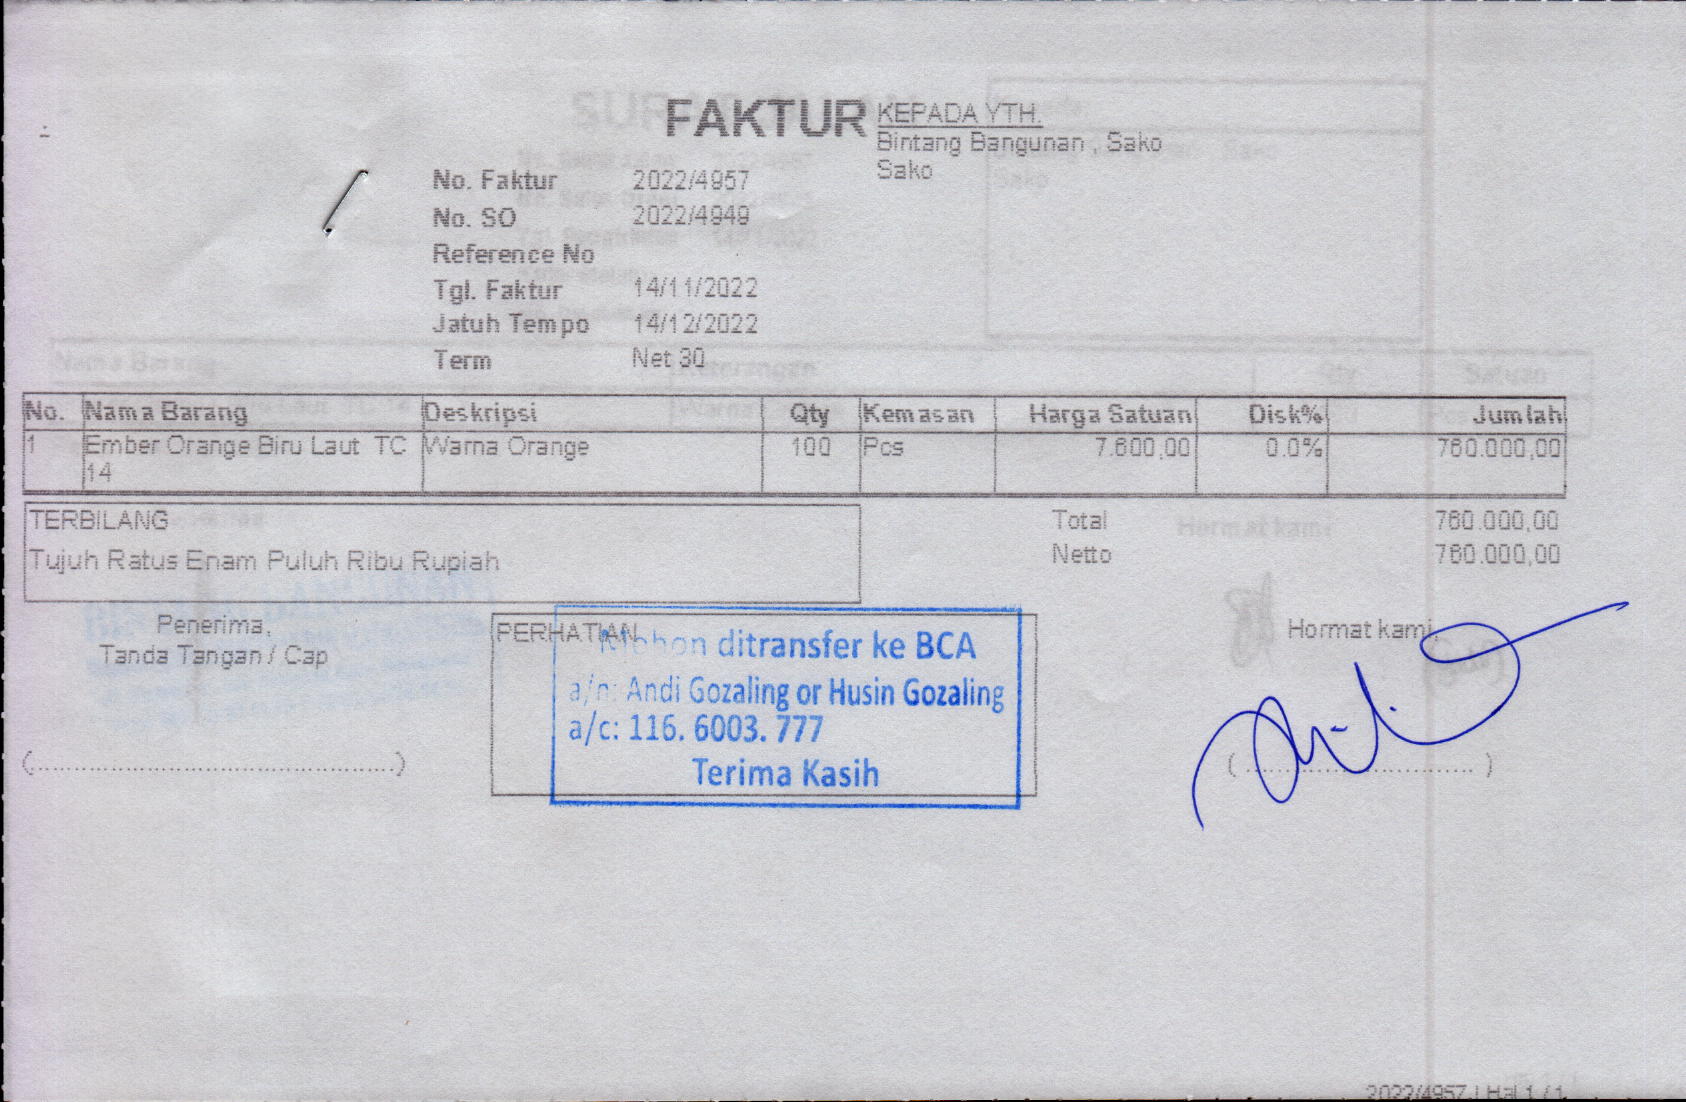 FAKTUR
KEPADA YTH.
Bintang Bangunan , Sako
Sako
No. Faktur 2022/4957
No. SO 2022/4949
Reference No
Tgl. Faktur 14/11/2022
Jatuh Tempo 14/12/2022
Term Net 30
No. Nama Barang Deskripsi Qty Kemasan Harga Satuan Disk% Jumlah
1 Ember Orange Biru Laut TC Warna Orange 100 Pcs 7.600,00 0.0% 760.000,00
14
TERBILANG
Tujuh Ratus Enam Puluh Ribu Rupiah
Total 760.000,00
Netto 760.000,00
Penerima,
Tanda Tangan / Cap
PERHATIAN
Mohon ditransfer ke BCA
a/n: Andi Gozaling or Husin Gozaling
a/c: 116. 6003. 777
Terima Kasih
Hormat kami,
2022/4957 | Hal 1 / 1